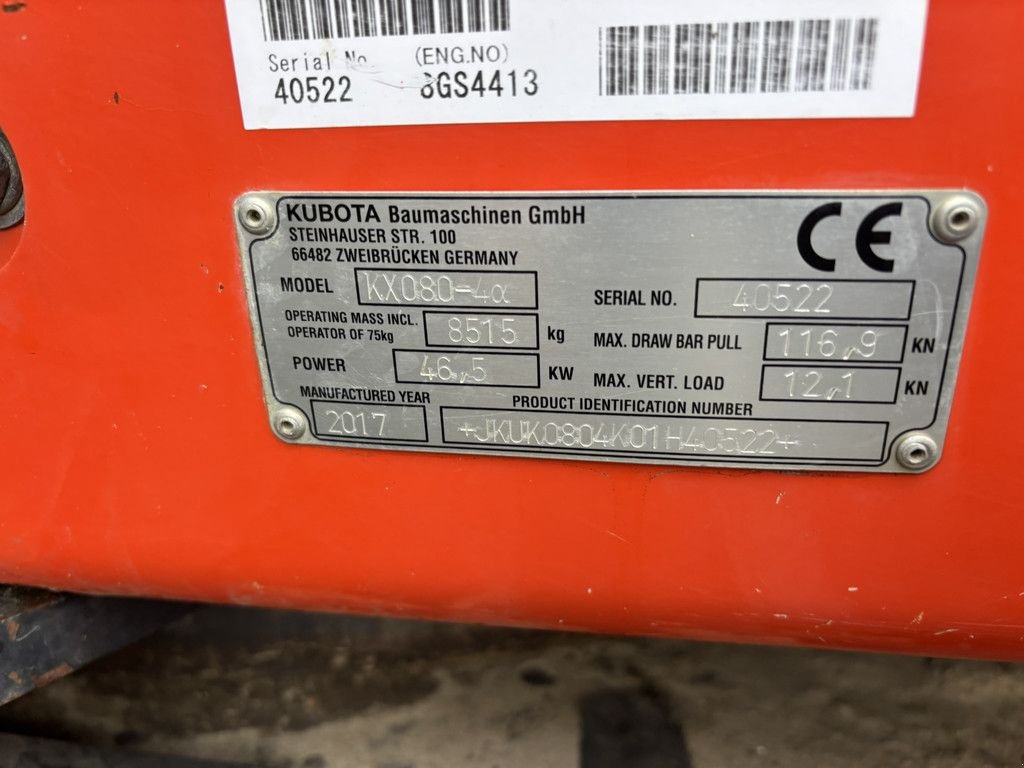 Serial No (ENG.NO)
40522 8GS4413
KUBOTA Baumaschinen GmbH
STEINHAUSER STR. 100
66482 ZWEIBRÜCKEN GERMANY
CE
MODEL KX080-4α
SERIAL NO. 40522
OPERATING MASS INCL.
OPERATOR OF 75kg 8515 kg
MAX. DRAW BAR PULL 116,9 KN
POWER 46,5 KW
MAX. VERT. LOAD 12,1 KN
MANUFACTURED YEAR
2017
PRODUCT IDENTIFICATION NUMBER
+JKUK0804K01H40522+